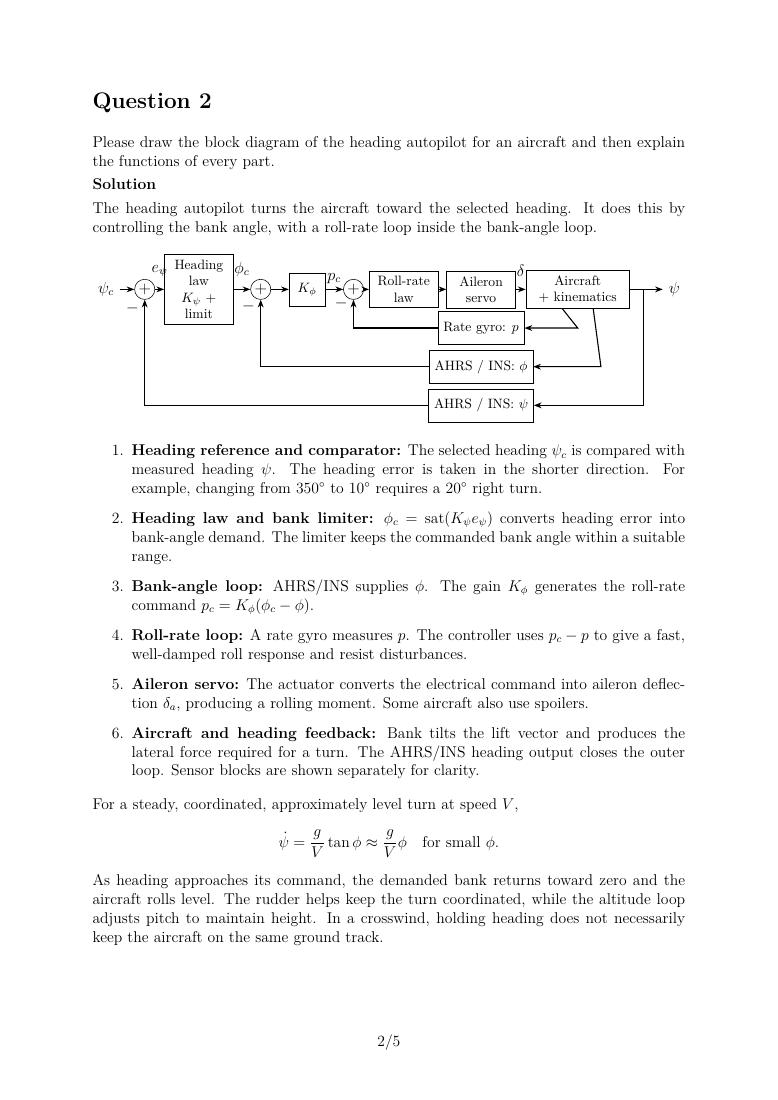 Question 2
Please draw the block diagram of the heading autopilot for an aircraft and then explain
the functions of every part.
Solution
The heading autopilot turns the aircraft toward the selected heading. It does this by
controlling the bank angle, with a roll-rate loop inside the bank-angle loop.
ψc
+
−
eψ
Heading
law
Kψ +
limit
ϕc
+
−
Kϕ
pc
+
−
Roll-rate
law
Aileron
servo
δ
Aircraft
+ kinematics
ψ
Rate gyro: p
AHRS / INS: ϕ
AHRS / INS: ψ
1. Heading reference and comparator: The selected heading ψc is compared with
measured heading ψ. The heading error is taken in the shorter direction. For
example, changing from 350° to 10° requires a 20° right turn.
2. Heading law and bank limiter: ϕc = sat(Kψeψ) converts heading error into
bank-angle demand. The limiter keeps the commanded bank angle within a suitable
range.
3. Bank-angle loop: AHRS/INS supplies ϕ. The gain Kϕ generates the roll-rate
command pc = Kϕ(ϕc − ϕ).
4. Roll-rate loop: A rate gyro measures p. The controller uses pc − p to give a fast,
well-damped roll response and resist disturbances.
5. Aileron servo: The actuator converts the electrical command into aileron deflec-
tion δa, producing a rolling moment. Some aircraft also use spoilers.
6. Aircraft and heading feedback: Bank tilts the lift vector and produces the
lateral force required for a turn. The AHRS/INS heading output closes the outer
loop. Sensor blocks are shown separately for clarity.
For a steady, coordinated, approximately level turn at speed V,
ψ̇ = g/V tan ϕ ≈ g/V ϕ for small ϕ.
As heading approaches its command, the demanded bank returns toward zero and the
aircraft rolls level. The rudder helps keep the turn coordinated, while the altitude loop
adjusts pitch to maintain height. In a crosswind, holding heading does not necessarily
keep the aircraft on the same ground track.
2/5